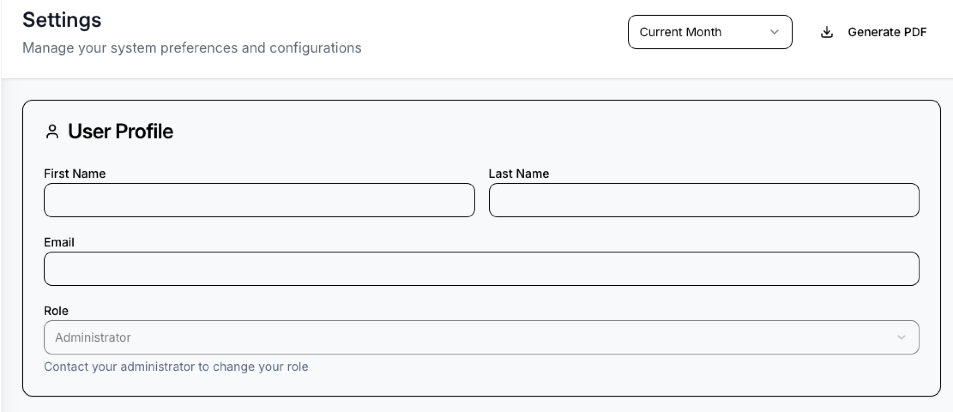 Settings
Manage your system preferences and configurations
Current Month
Generate PDF
User Profile
First Name
Last Name
Email
Role
Administrator
Contact your administrator to change your role